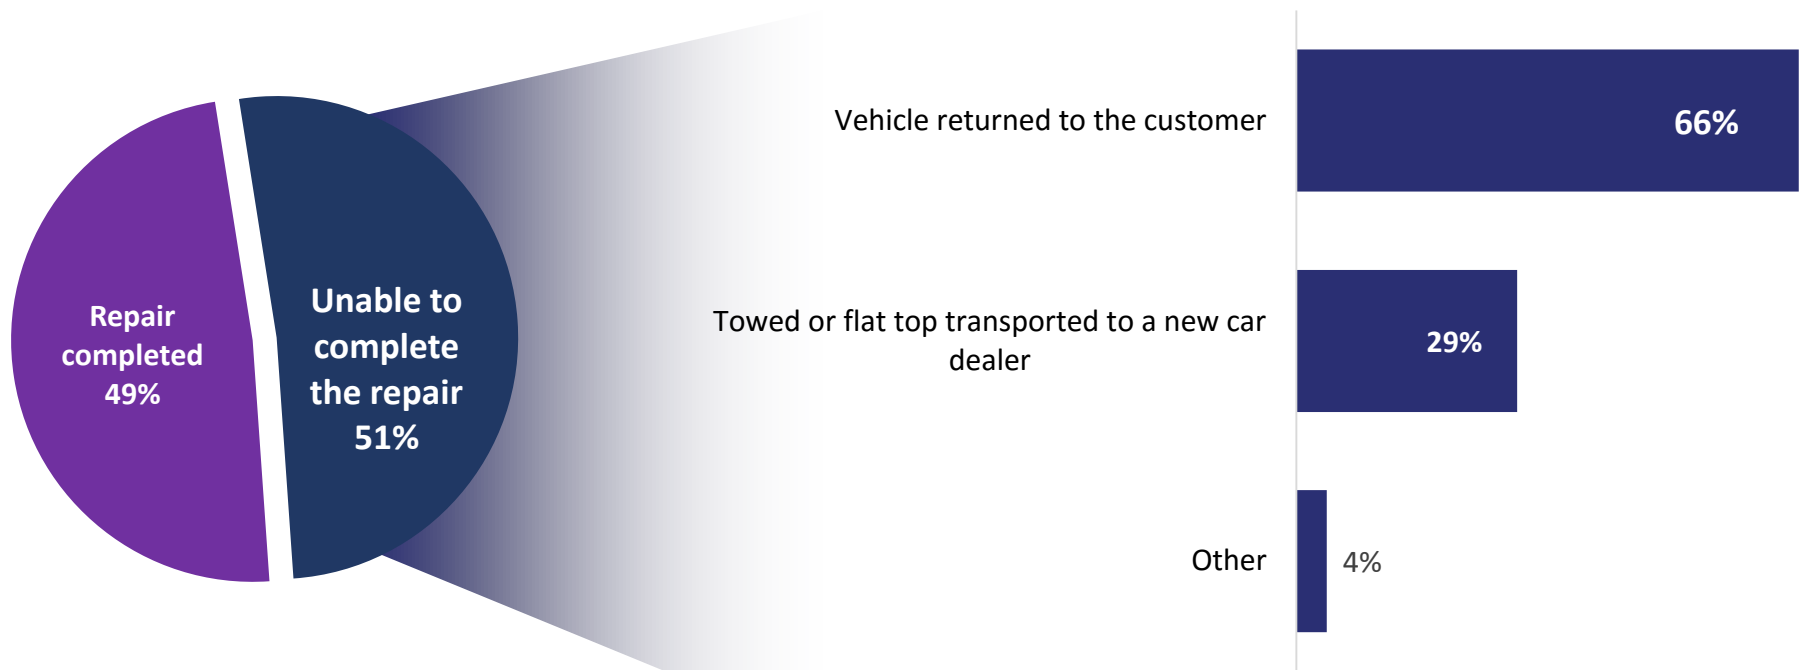 Repair
completed
49%
Unable to
complete
the repair
51%
Vehicle returned to the customer
66%
Towed or flat top transported to a new car
dealer
29%
Other
4%